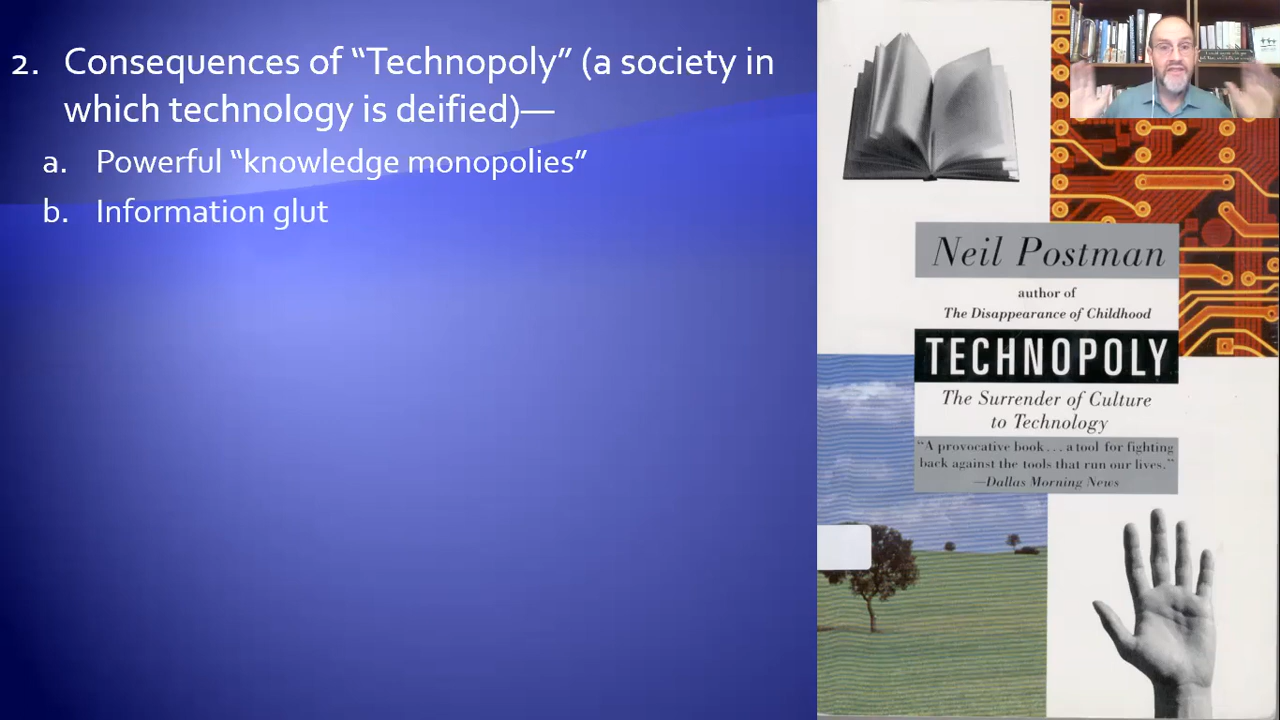 2. Consequences of “Technopoly” (a society in
which technology is deified)—
a. Powerful “knowledge monopolies”
b. Information glut
Neil Postman
author of
The Disappearance of Childhood
TECHNOPOLY
The Surrender of Culture
to Technology
“A provocative book . . . a tool for fighting
back against the tools that run our lives.”
—Dallas Morning News